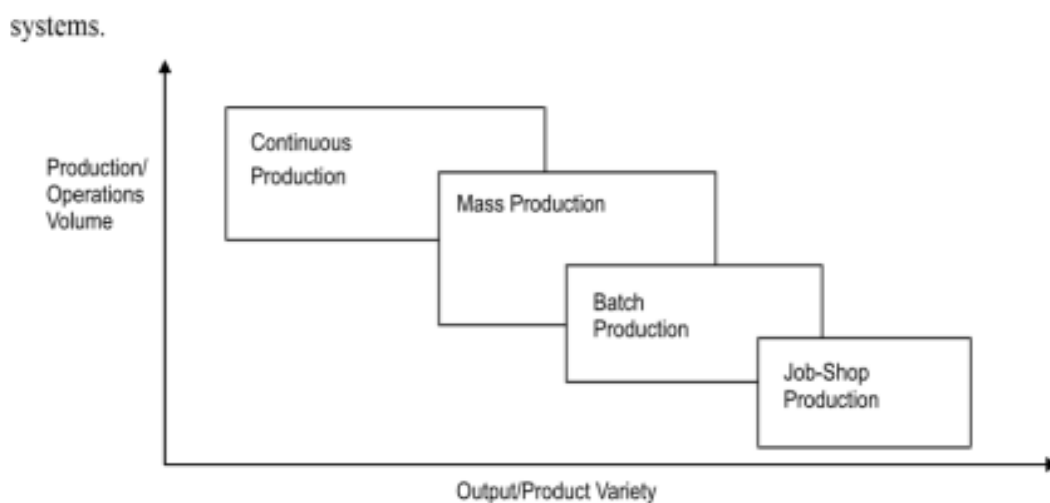 systems.
Continuous
Production
Production/
Operations
Volume
Mass Production
Batch
Production
Job-Shop
Production
Output/Product Variety